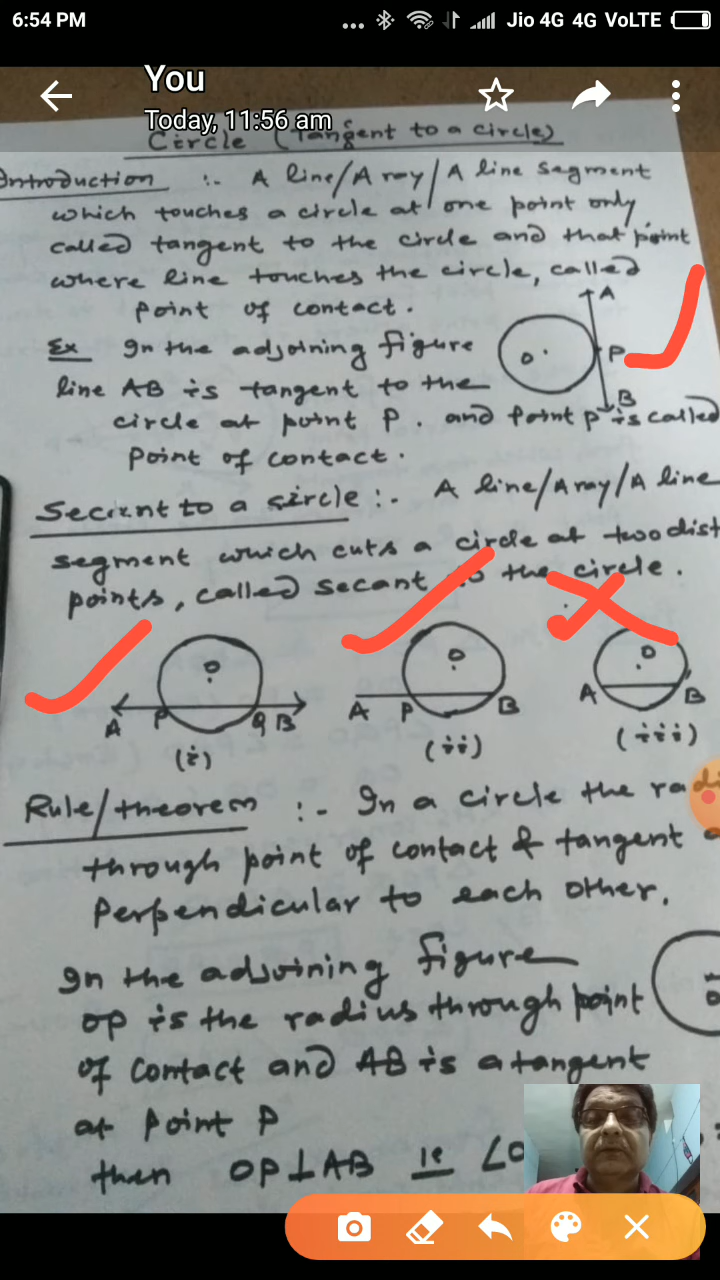 6:54 PM ... Jio 4G 4G VoLTE
You
Today, 11:56 am
Circle (Tangent to a circle)
Introduction :- A line/A ray/A line segment
which touches a circle at one point only
called tangent to the circle and that point
where line touches the circle, called
point of contact.
A
Ex In the adjoining figure
O P
line AB is tangent to the
B
circle at point P. and point P is called
Point of contact.
Secant to a circle :- A line/A ray/A line
segment which cuts a circle at two dist
points, called secant to the circle.
O O O
A P Q B A P B A B
(i) (ii) (iii)
Rule/theorem :- In a circle the radi
through point of contact & tangent a
Perpendicular to each other.
In the adjoining figure
OP is the radius through point
O
of contact and AB is a tangent
at Point P
then OP⊥AB ie ∠O